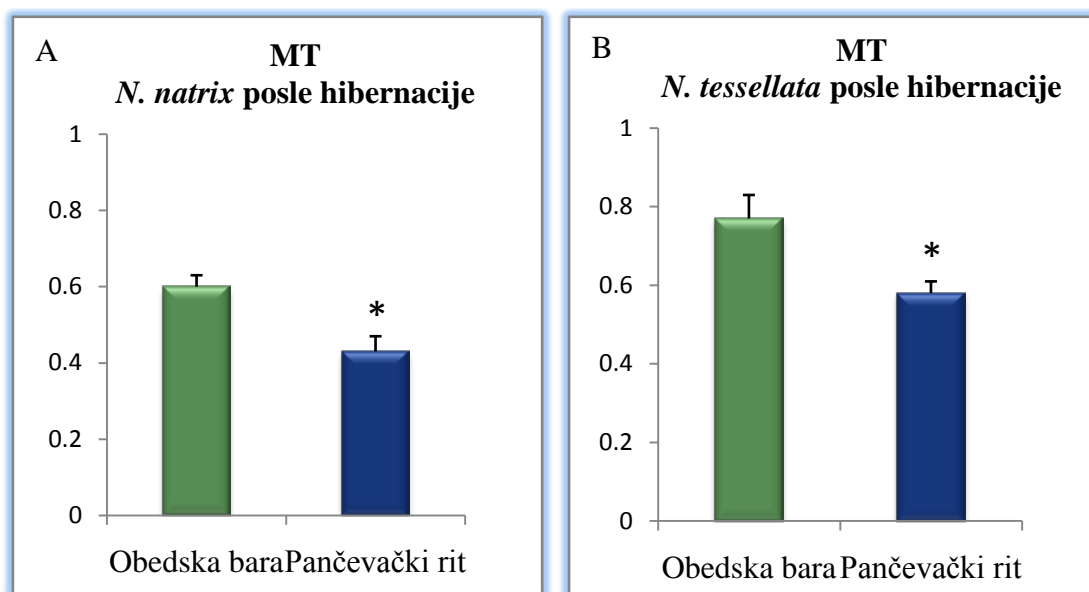 A
MT
N. natrix posle hibernacije
1
0.8
0.6
*
0.4
0.2
0
Obedska bara Pančevački rit
B
MT
N. tessellata posle hibernacije
1
0.8
*
0.6
0.4
0.2
0
Obedska bara Pančevački rit